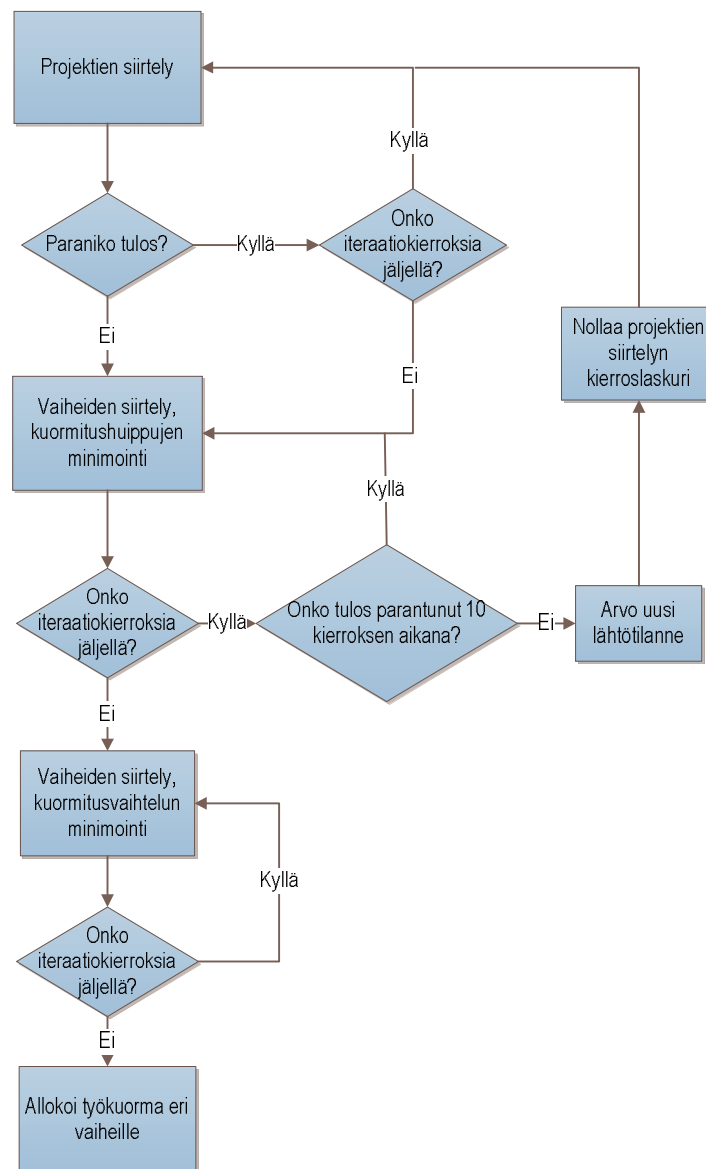 Projektien siirtely
Kyllä
Paraniko tulos?
Kyllä
Onko
iteraatiokierroksia
jäljellä?
Ei
Nollaa projektien
siirtelyn
kierroslaskuri
Ei
Vaiheiden siirtely,
kuormitushuippujen
minimointi
Kyllä
Onko
iteraatiokierroksia
jäljellä?
Kyllä
Onko tulos parantunut 10
kierroksen aikana?
Ei
Arvo uusi
lähtötilanne
Ei
Vaiheiden siirtely,
kuormitusvaihtelun
minimointi
Kyllä
Onko
iteraatiokierroksia
jäljellä?
Ei
Allokoi työkuorma eri
vaiheille